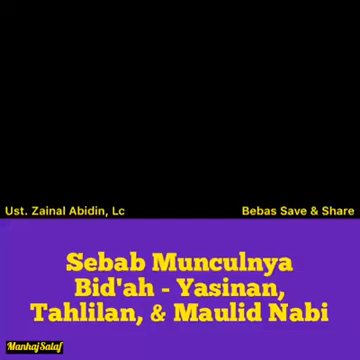 Ust. Zainal Abidin, Lc
Bebas Save & Share
Sebab Munculnya
Bid'ah - Yasinan,
Tahlilan, & Maulid Nabi
ManhajSalaf